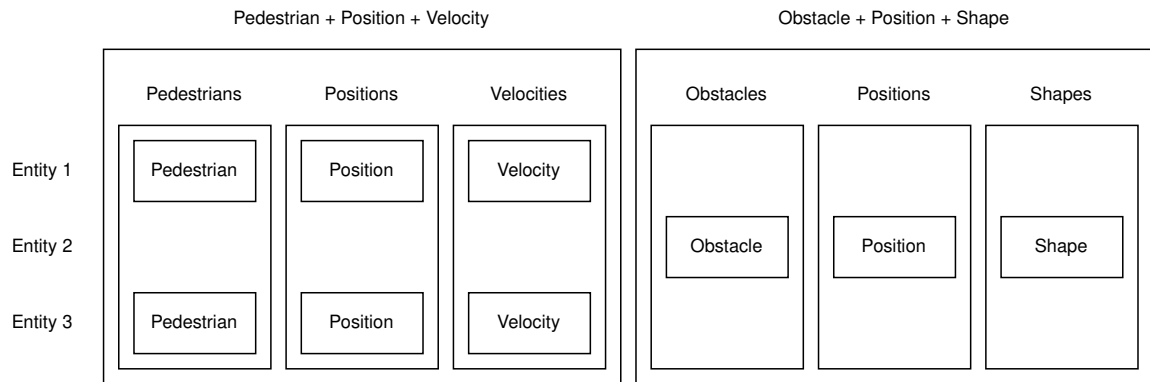 Pedestrian + Position + Velocity Obstacle + Position + Shape
Pedestrians Positions Velocities Obstacles Positions Shapes
Entity 1 Pedestrian Position Velocity
Entity 2 Obstacle Position Shape
Entity 3 Pedestrian Position Velocity